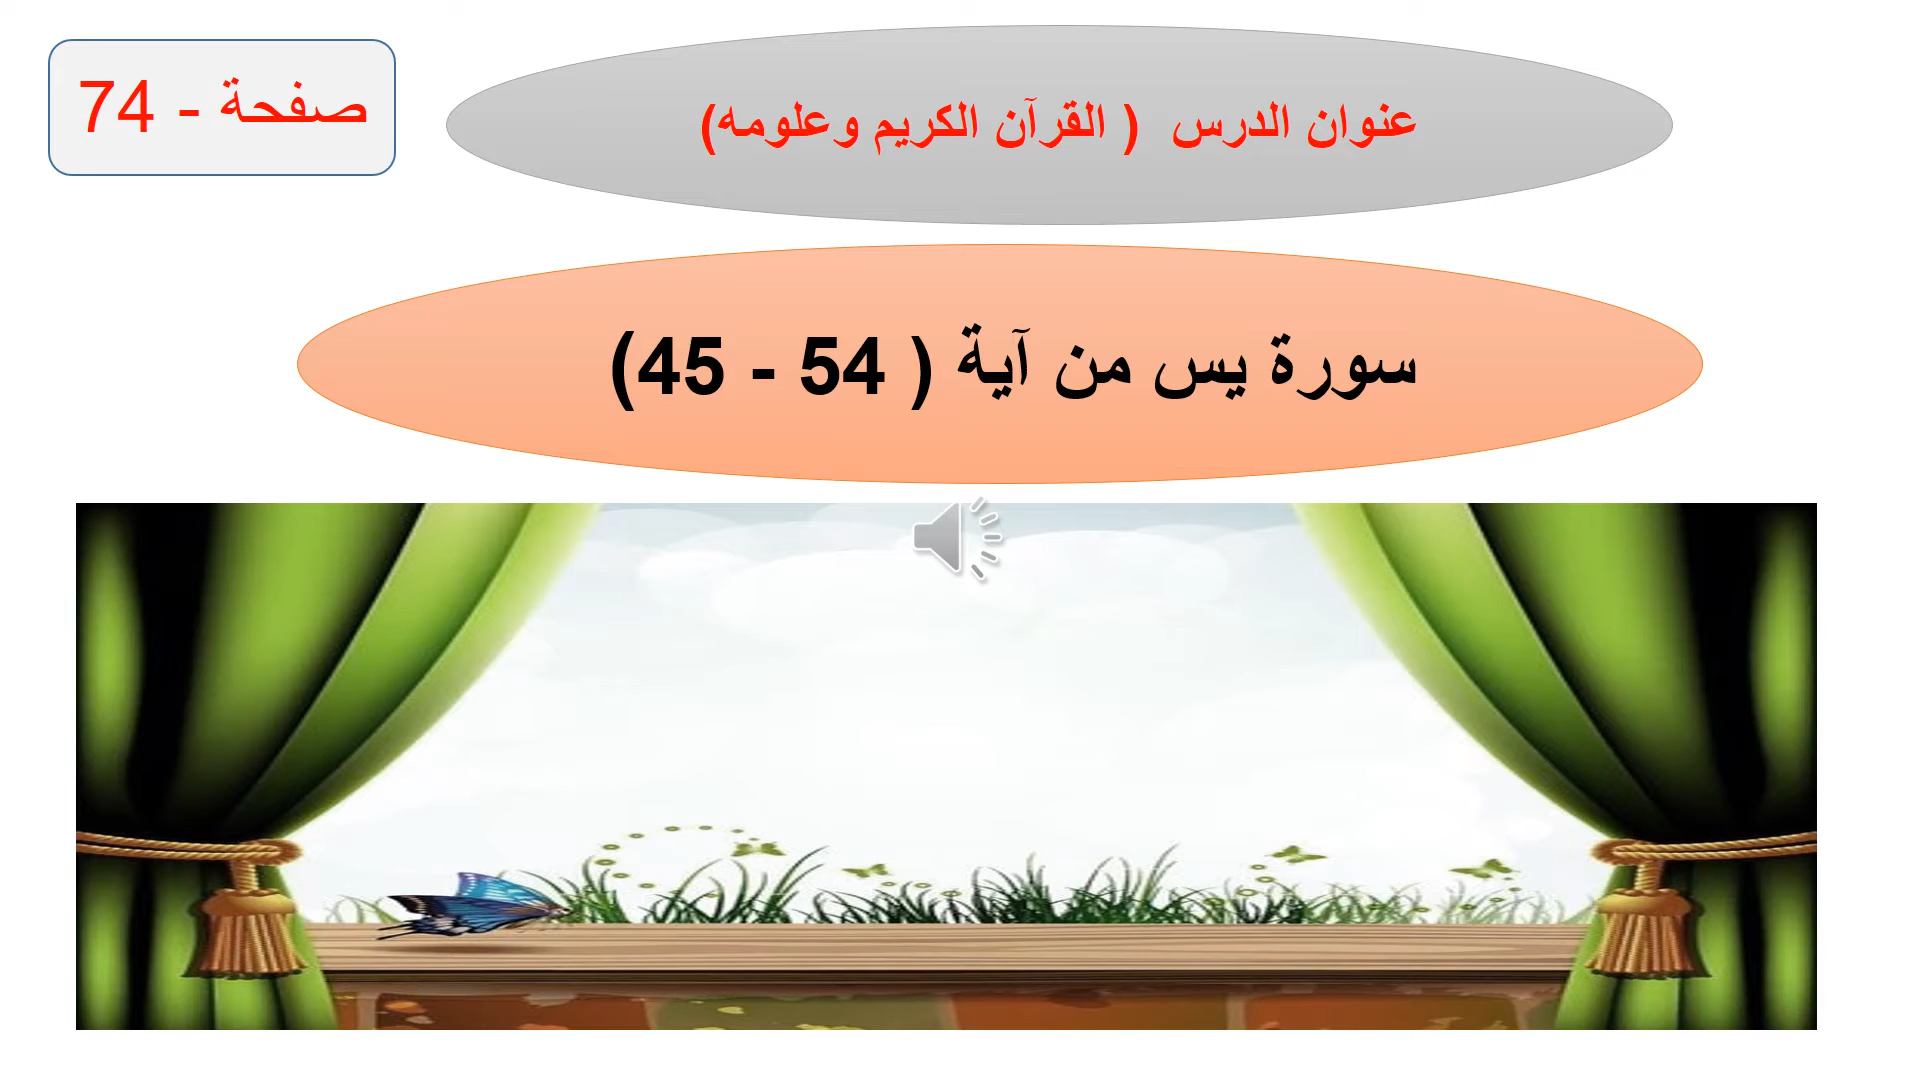 صفحة - 74
عنوان الدرس ( القرآن الكريم وعلومه)
سورة يس من آية ( 54 - 45)